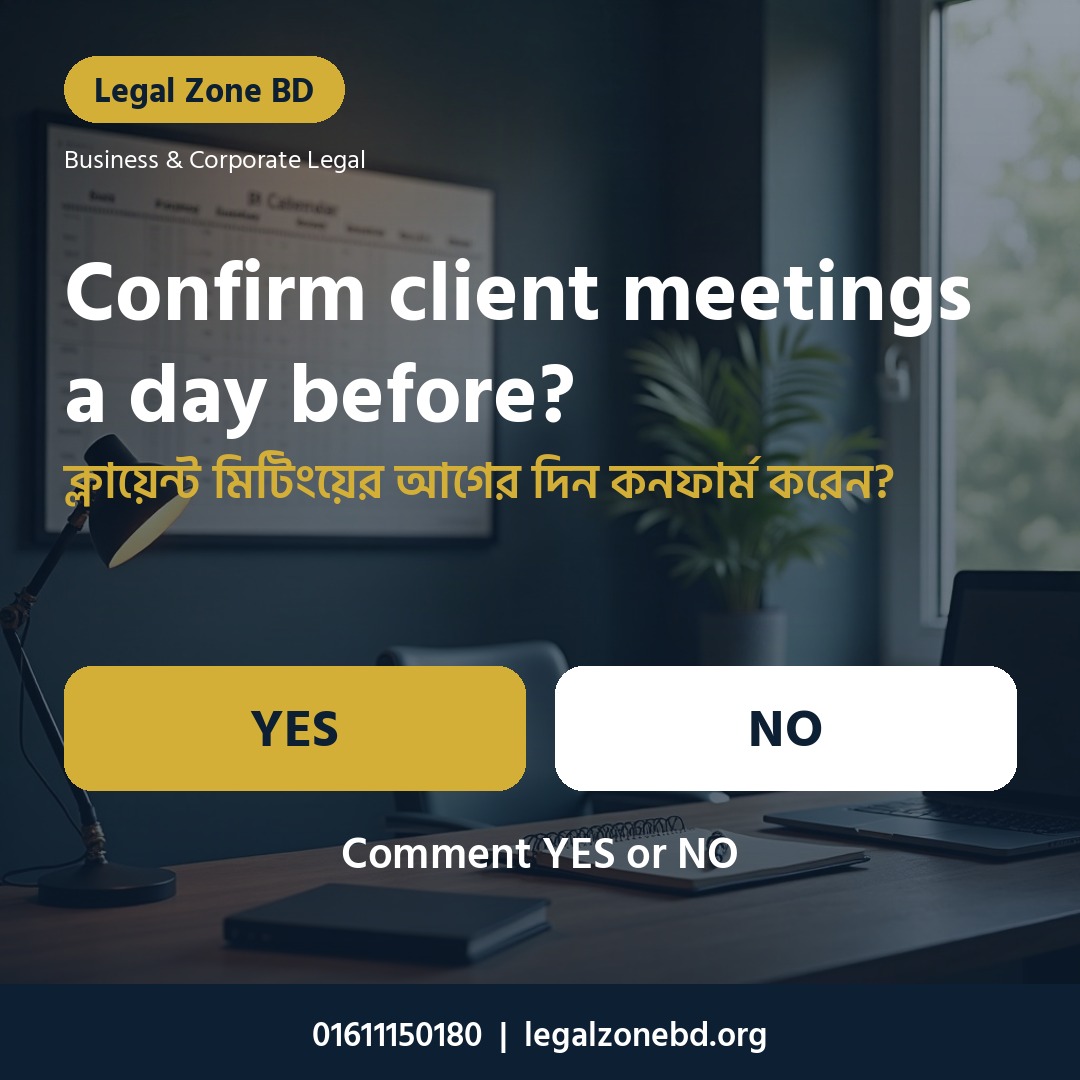 Legal Zone BD
Business & Corporate Legal
Calendar
Confirm client meetings
a day before?
ক্লায়েন্ট মিটিংয়ের আগের দিন কনফার্ম করেন?
YES
NO
Comment YES or NO
01611150180 | legalzonebd.org